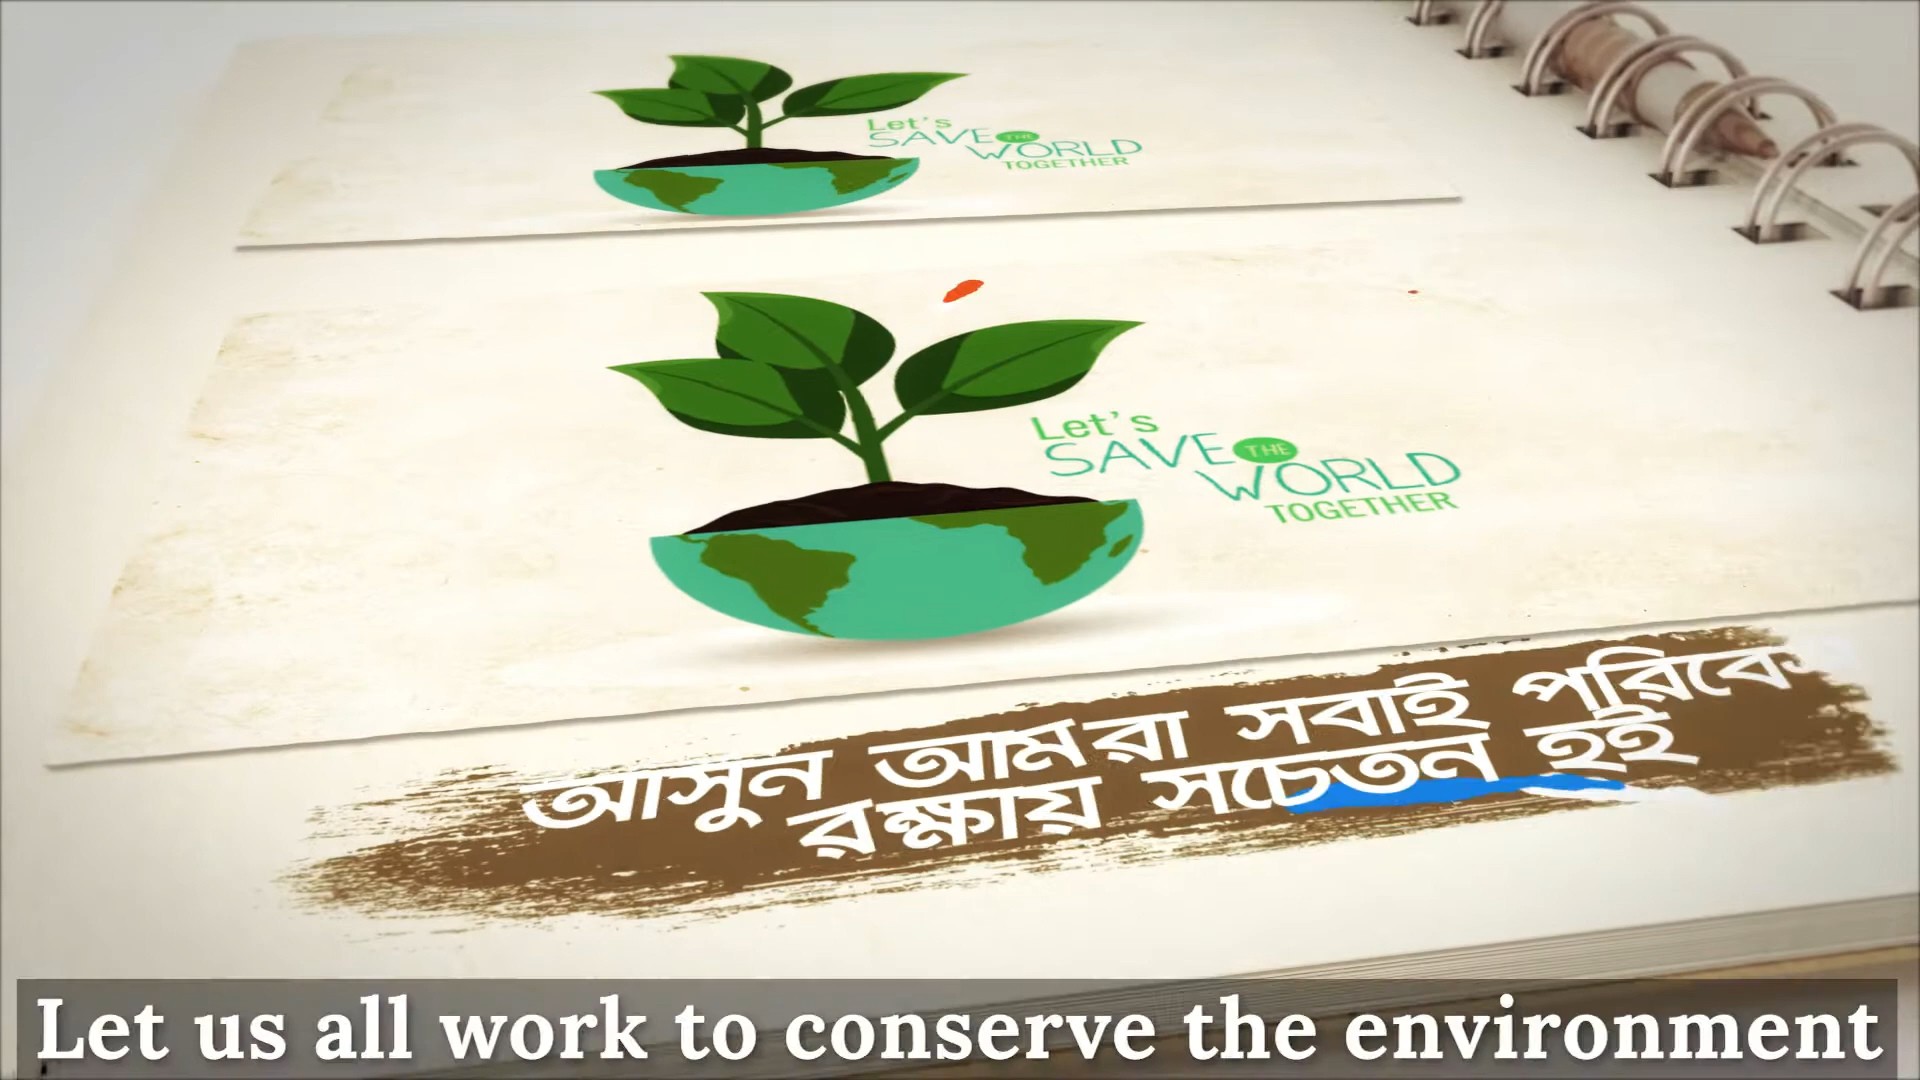 Let's
SAVE THE
WORLD
TOGETHER
Let's
SAVE THE
WORLD
TOGETHER
আসুন আমরা সবাই
রক্ষায় সচেতন হই
Let us all work to conserve the environment